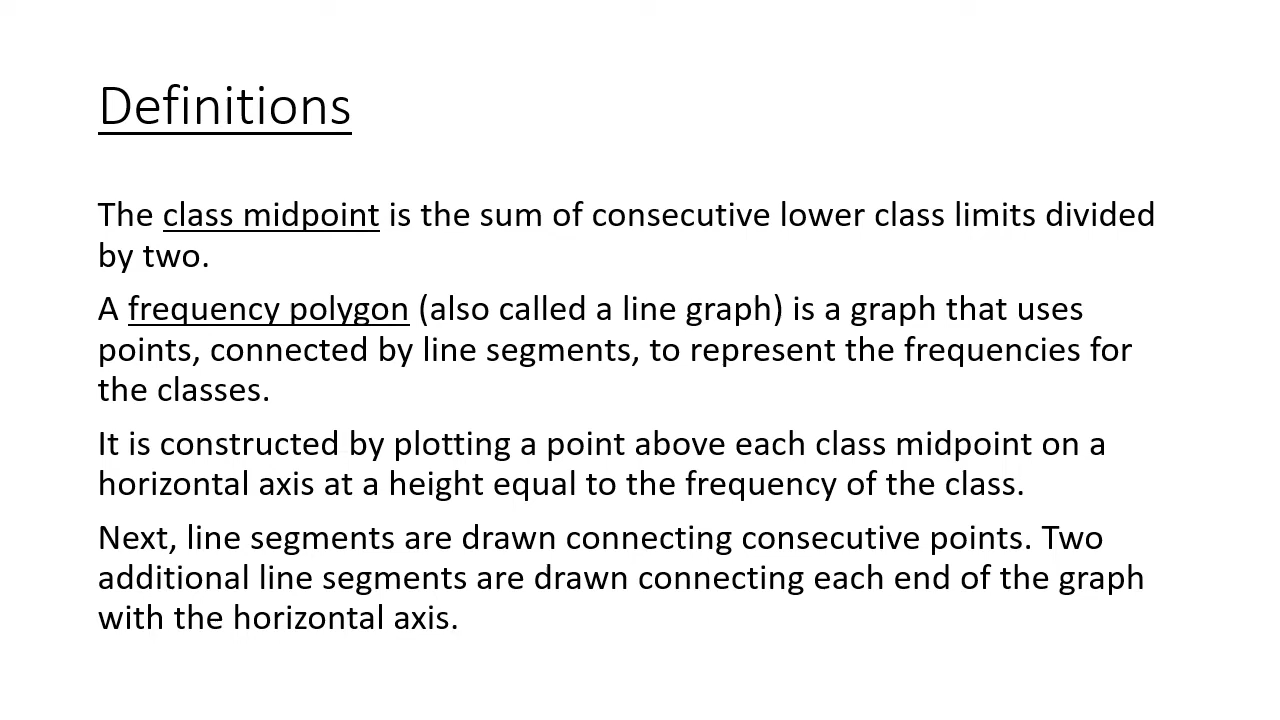 Definitions
The class midpoint is the sum of consecutive lower class limits divided
by two.
A frequency polygon (also called a line graph) is a graph that uses
points, connected by line segments, to represent the frequencies for
the classes.
It is constructed by plotting a point above each class midpoint on a
horizontal axis at a height equal to the frequency of the class.
Next, line segments are drawn connecting consecutive points. Two
additional line segments are drawn connecting each end of the graph
with the horizontal axis.